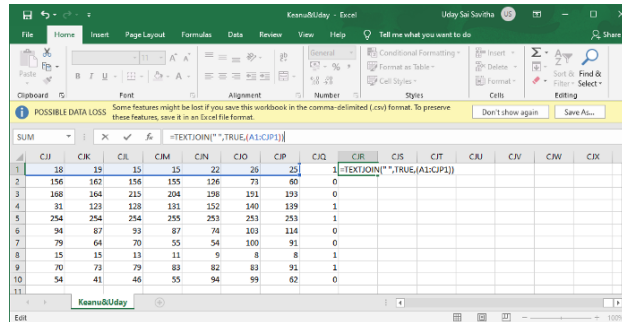 Keanu&Uday - Excel
Uday Sai Savitha US
File Home Insert Page Layout Formulas Data Review View Help Tell me what you want to do Share
Paste
B I U
General
Conditional Formatting
Format as Table
Cell Styles
Insert
Delete
Format
Sort & Filter
Find & Select
Clipboard Font Alignment Number Styles Cells Editing
POSSIBLE DATA LOSS Some features might be lost if you save this workbook in the comma-delimited (.csv) format. To preserve these features, save it in an Excel file format. Don't show again Save As...
SUM fx =TEXTJOIN(" ",TRUE,(A1:CJP1))
CJJ CJK CJL CJM CJN CJO CJP CJQ CJR CJS CJT CJU CJV CJW CJX
1 18 19 15 15 22 26 25 1 =TEXTJOIN(" ",TRUE,(A1:CJP1))
2 156 162 156 155 126 73 60 0
3 168 164 215 204 198 191 193 0
4 31 123 128 131 152 140 139 1
5 254 254 254 255 253 253 253 1
6 94 87 93 87 74 103 114 0
7 79 64 70 55 54 100 91 0
8 15 15 13 11 9 8 8 1
9 70 73 79 83 82 83 91 1
10 54 41 46 55 94 99 62 0
11
Keanu&Uday
Edit